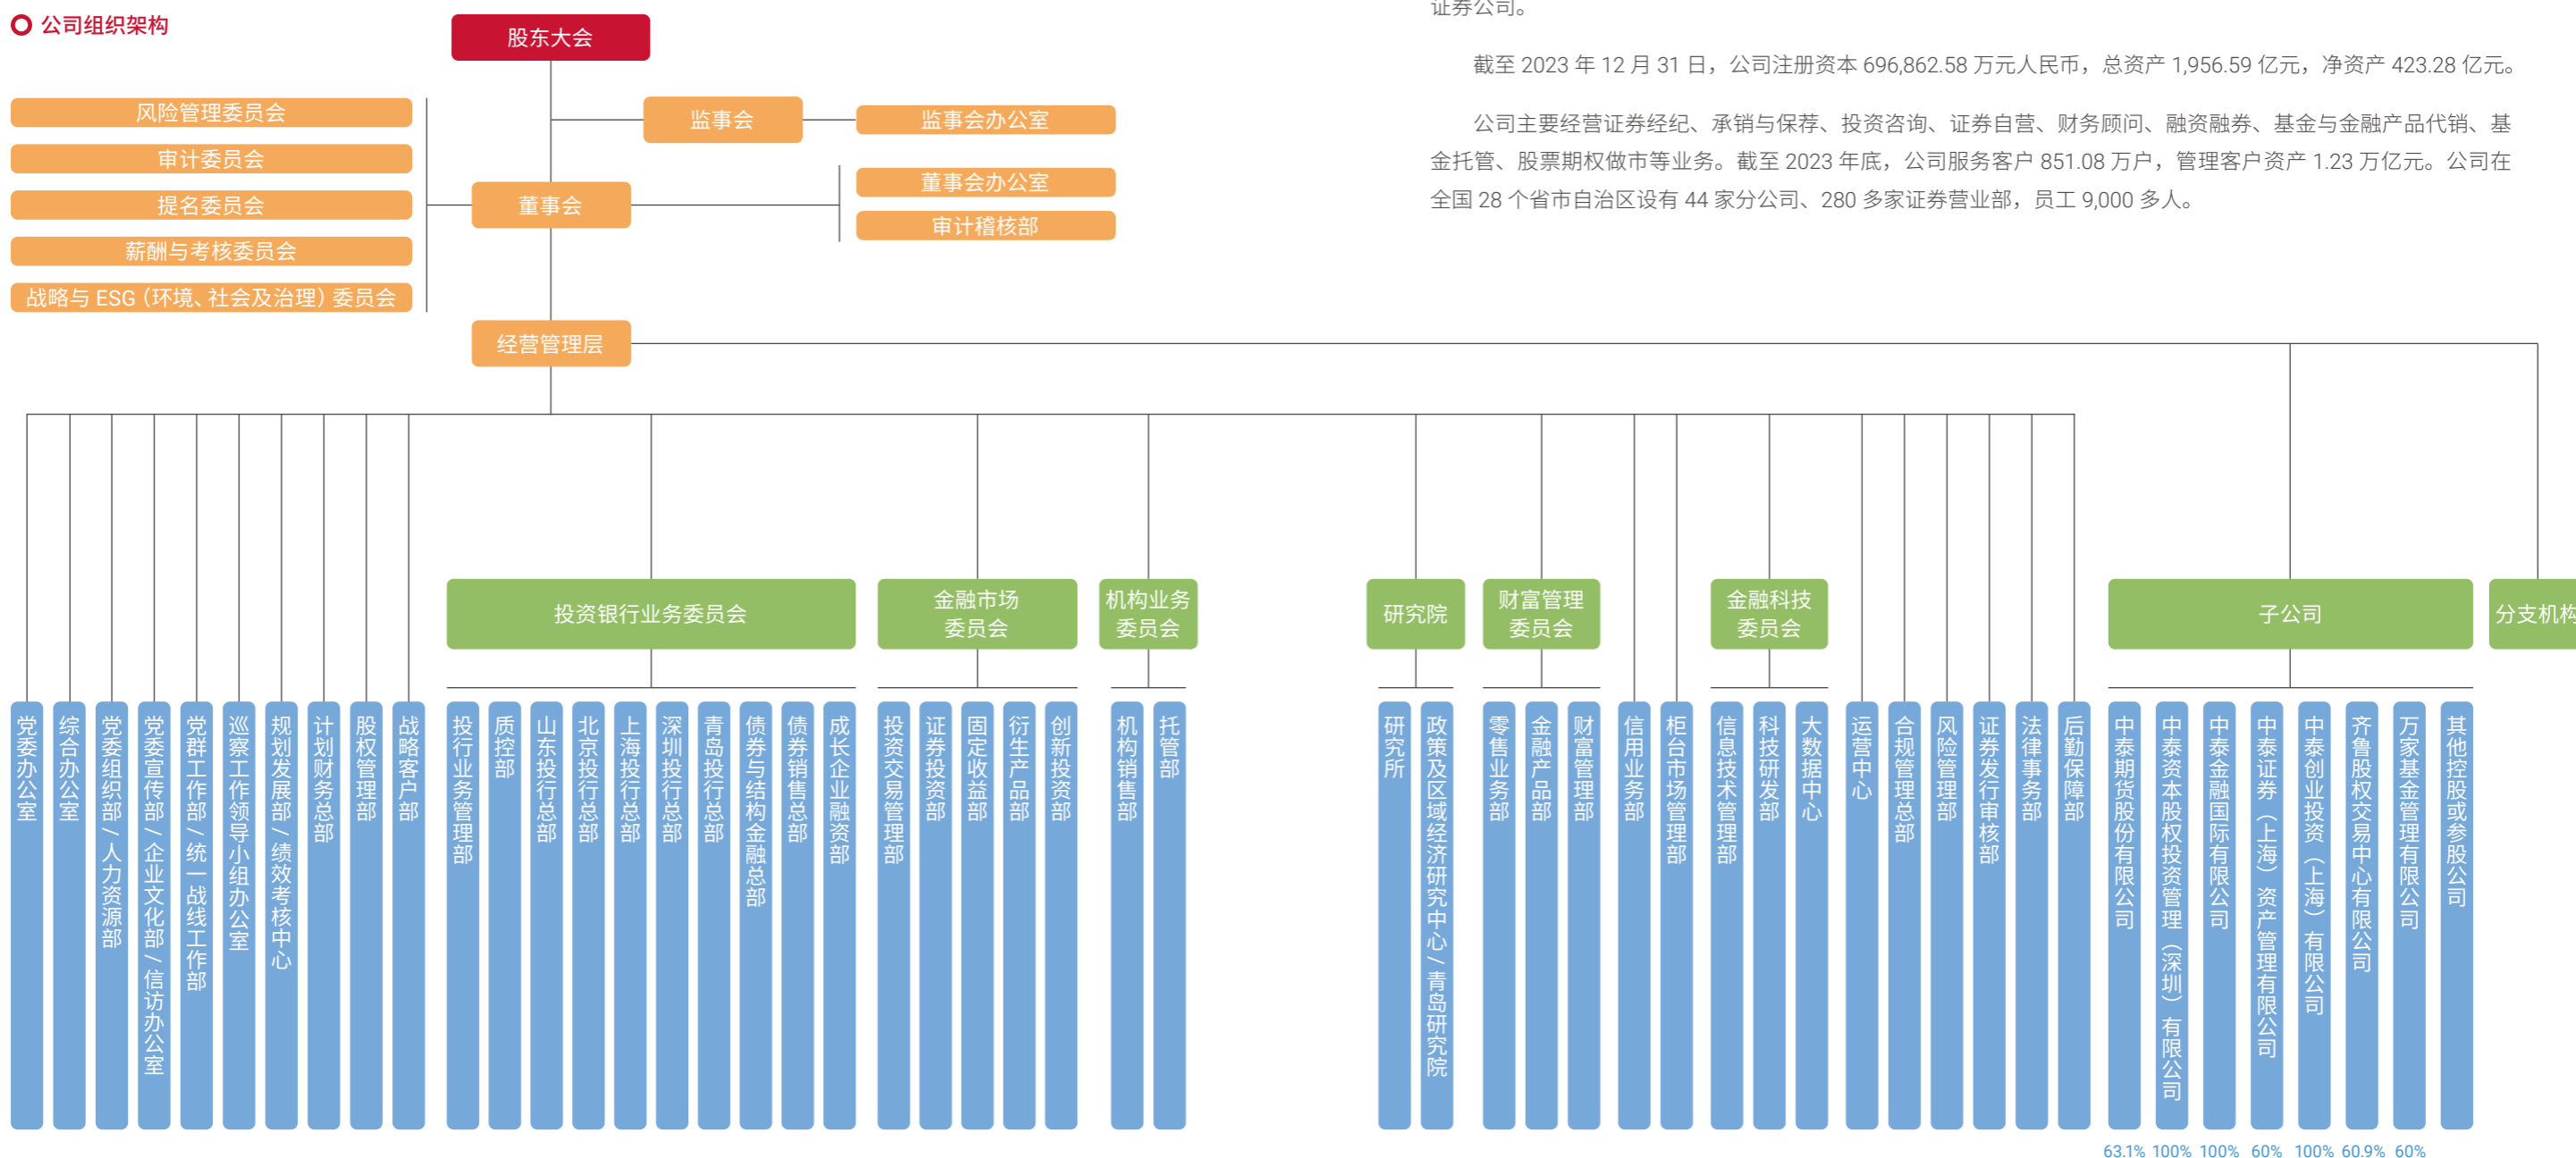 公司组织架构
股东大会
风险管理委员会
审计委员会
提名委员会
薪酬与考核委员会
战略与 ESG（环境、社会及治理）委员会
监事会
监事会办公室
董事会
董事会办公室
审计稽核部
经营管理层
证券公司。
截至 2023 年 12 月 31 日，公司注册资本 696,862.58 万元人民币，总资产 1,956.59 亿元，净资产 423.28 亿元。
公司主要经营证券经纪、承销与保荐、投资咨询、证券自营、财务顾问、融资融券、基金与金融产品代销、基
金托管、股票期权做市等业务。截至 2023 年底，公司服务客户 851.08 万户，管理客户资产 1.23 万亿元。公司在
全国 28 个省市自治区设有 44 家分公司、280 多家证券营业部，员工 9,000 多人。
投资银行业务委员会
金融市场
委员会
机构业务
委员会
研究院
财富管理
委员会
金融科技
委员会
子公司
分支机构
党委办公室
综合办公室
党委组织部/人力资源部
党委宣传部/企业文化部/信访办公室
党群工作部/统一战线工作部
巡察工作领导小组办公室
规划发展部/绩效考核中心
计划财务总部
股权管理部
战略客户部
投行业务管理部
质控部
山东投行总部
北京投行总部
上海投行总部
深圳投行总部
青岛投行总部
债券与结构金融总部
债券销售总部
成长企业融资部
投资交易管理部
证券投资部
固定收益部
衍生产品部
创新投资部
机构销售部
托管部
研究所
政策及区域经济研究中心/青岛研究院
零售业务部
金融产品部
财富管理部
信用业务部
柜台市场管理部
信息技术管理部
科技研发部
大数据中心
运营中心
合规管理总部
风险管理部
证券发行审核部
法律事务部
后勤保障部
中泰期货股份有限公司
中泰资本股权投资管理（深圳）有限公司
中泰金融国际有限公司
中泰证券（上海）资产管理有限公司
中泰创业投资（上海）有限公司
齐鲁股权交易中心有限公司
万家基金管理有限公司
其他控股或参股公司
63.1% 100% 100% 60% 100% 60.9% 60%